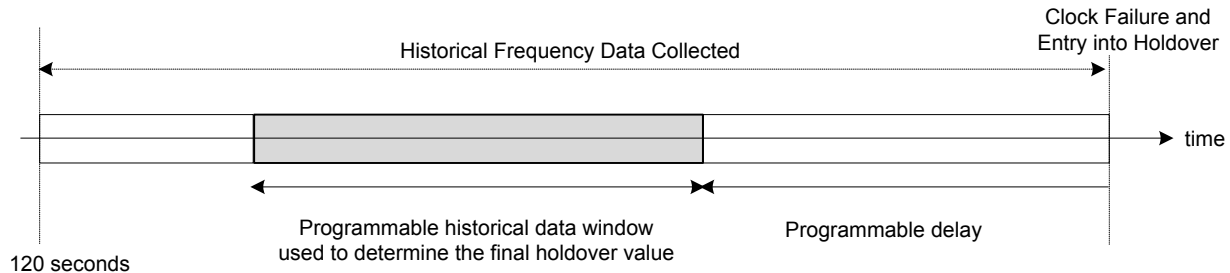 Clock Failure and
Entry into Holdover
Historical Frequency Data Collected
time
Programmable historical data window
used to determine the final holdover value
Programmable delay
120 seconds